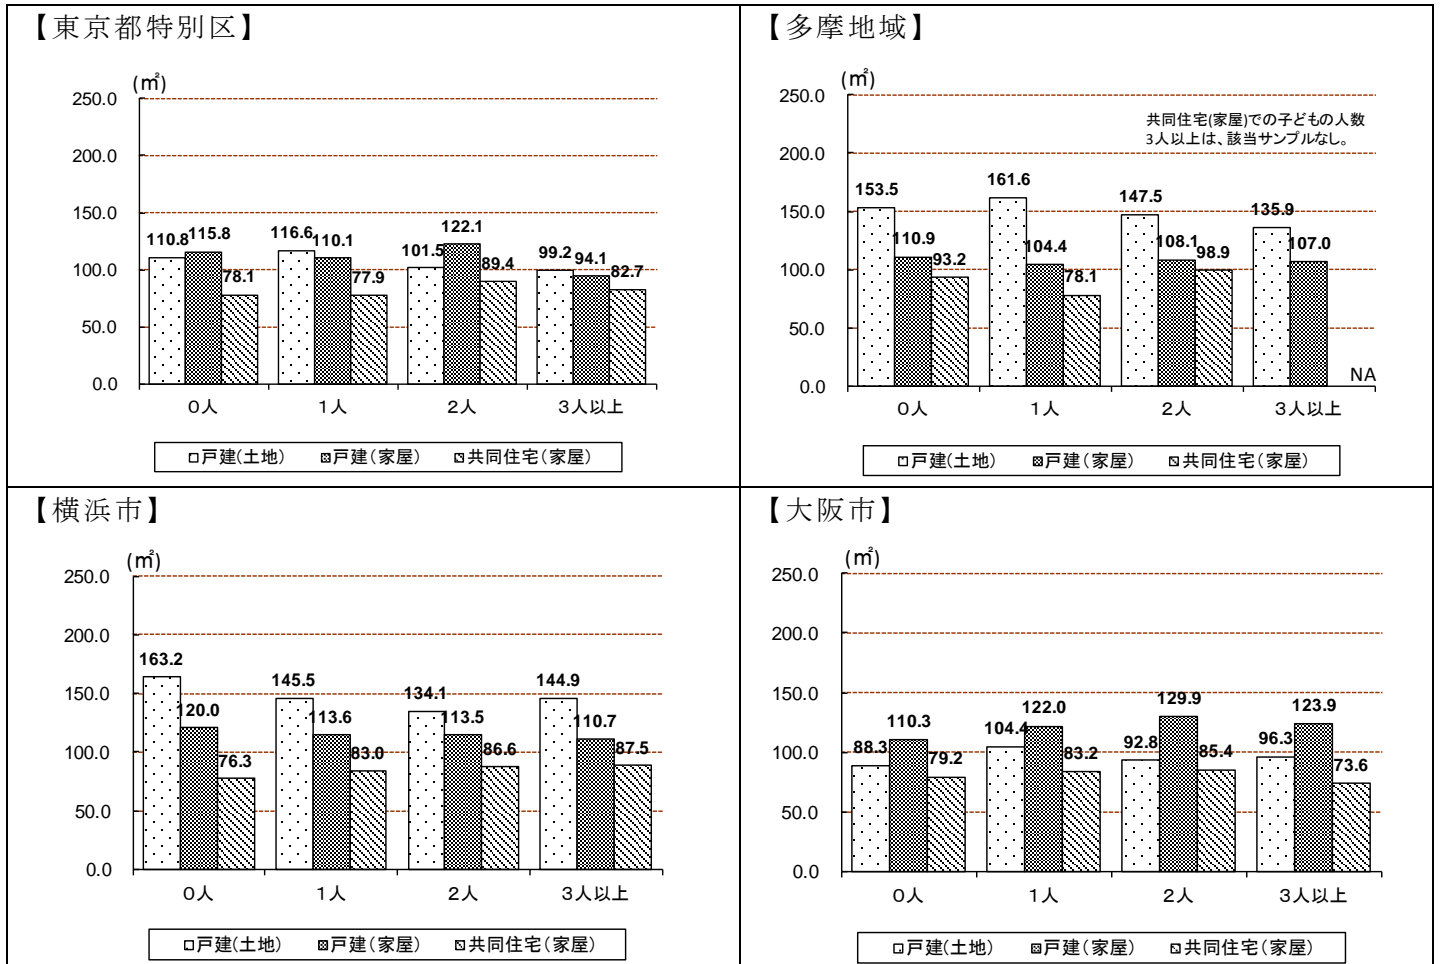 【東京都特別区】
(㎡)
250.0
200.0
150.0
100.0
50.0
0.0
110.8 115.8 78.1
116.6 110.1 77.9
101.5 122.1 89.4
99.2 94.1 82.7
0人 1人 2人 3人以上
戸建(土地) 戸建(家屋) 共同住宅(家屋)
【多摩地域】
(㎡)
共同住宅(家屋)での子どもの人数
3人以上は、該当サンプルなし。
250.0
200.0
150.0
100.0
50.0
0.0
153.5 110.9 93.2
161.6 104.4 78.1
147.5 108.1 98.9
135.9 107.0 NA
0人 1人 2人 3人以上
戸建(土地) 戸建(家屋) 共同住宅(家屋)
【横浜市】
(㎡)
250.0
200.0
150.0
100.0
50.0
0.0
163.2 120.0 76.3
145.5 113.6 83.0
134.1 113.5 86.6
144.9 110.7 87.5
0人 1人 2人 3人以上
戸建(土地) 戸建(家屋) 共同住宅(家屋)
【大阪市】
(㎡)
250.0
200.0
150.0
100.0
50.0
0.0
88.3 110.3 79.2
104.4 122.0 83.2
92.8 129.9 85.4
96.3 123.9 73.6
0人 1人 2人 3人以上
戸建(土地) 戸建(家屋) 共同住宅(家屋)